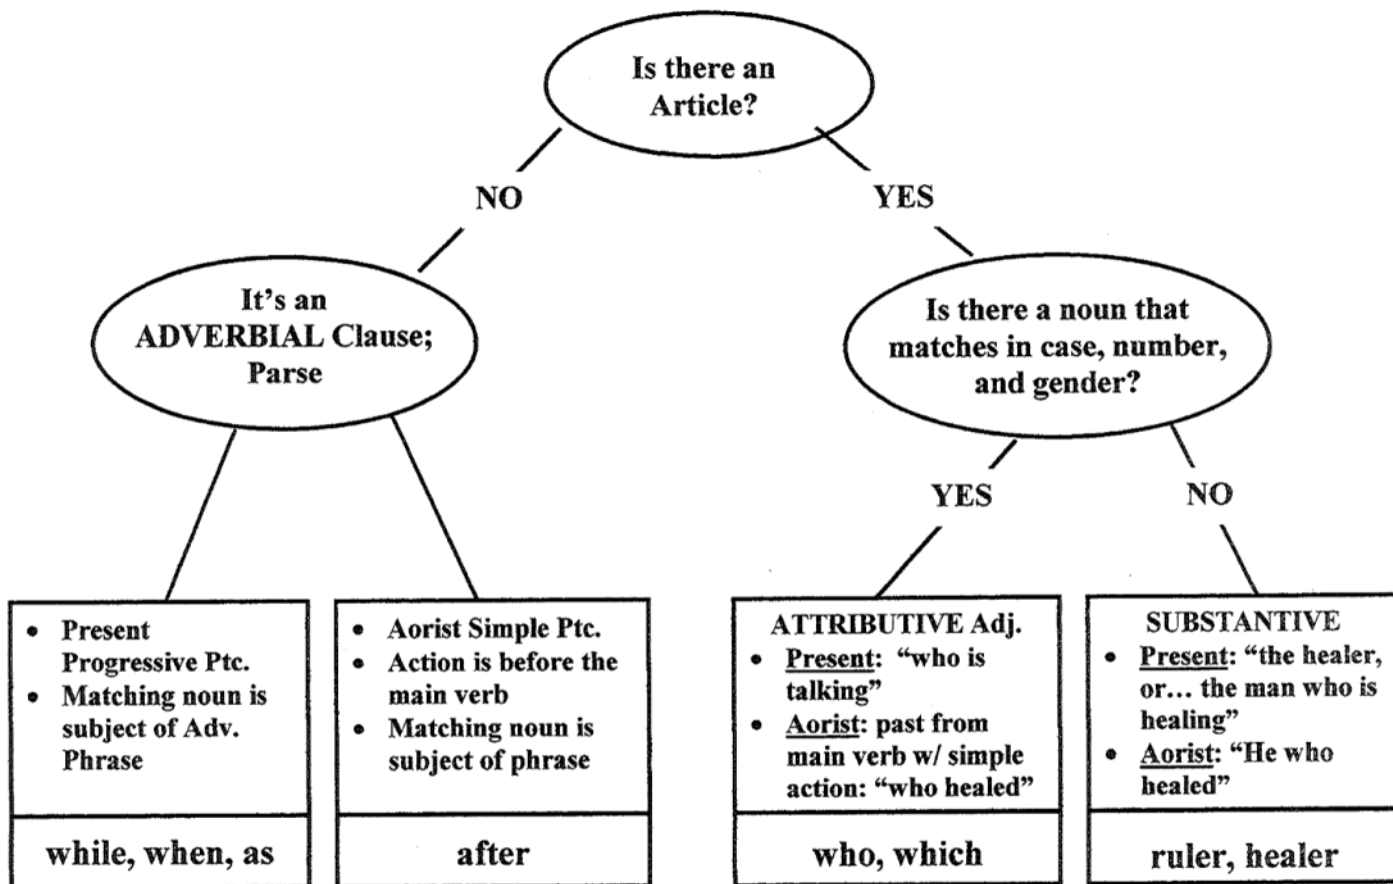 Is there an
Article?
NO
YES
It's an
ADVERBIAL Clause;
Parse
Is there a noun that
matches in case, number,
and gender?
YES
NO
• Present
Progressive Ptc.
• Matching noun is
subject of Adv.
Phrase
while, when, as
• Aorist Simple Ptc.
• Action is before the
main verb
• Matching noun is
subject of phrase
after
ATTRIBUTIVE Adj.
• Present: “who is
talking”
• Aorist: past from
main verb w/ simple
action: “who healed”
who, which
SUBSTANTIVE
• Present: “the healer,
or… the man who is
healing”
• Aorist: “He who
healed”
ruler, healer